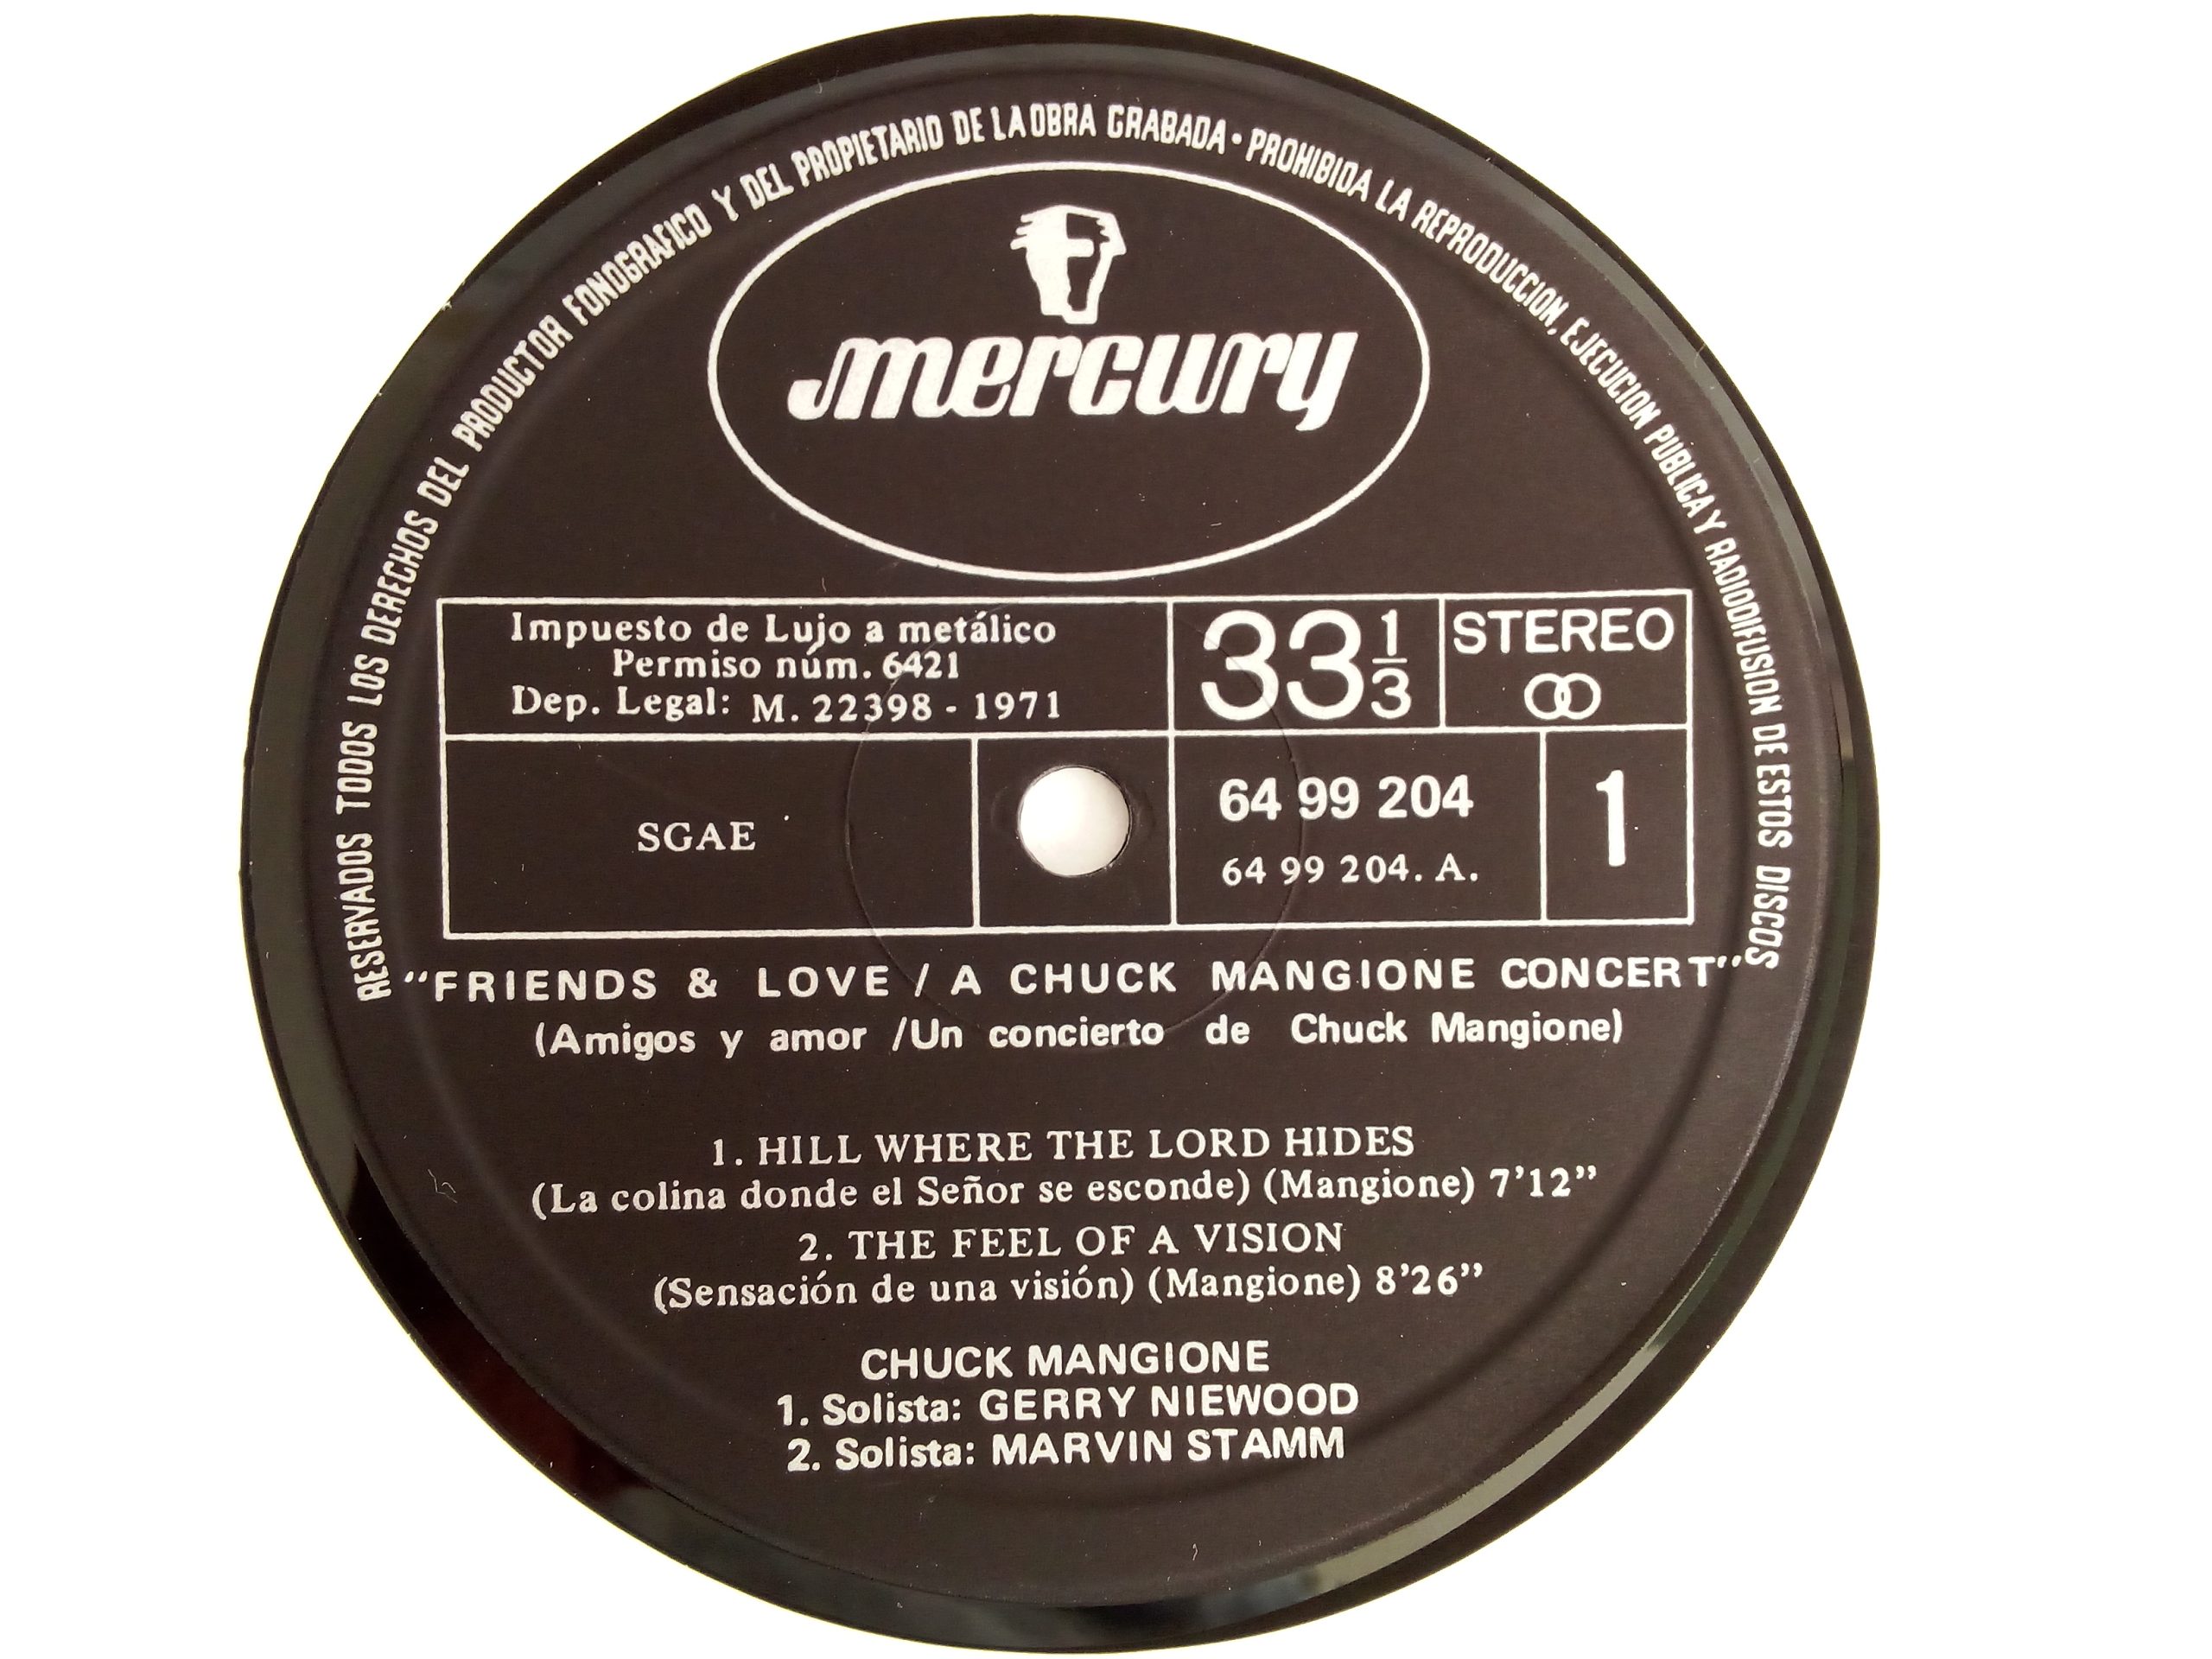 RESERVADOS TODOS LOS DERECHOS DEL PRODUCTOR FONOGRAFICO Y DEL PROPIETARIO DE LA OBRA GRABADA · PROHIBIDA LA REPRODUCCION, EJECUCION PUBLICA Y RADIODIFUSION DE ESTOS DISCOS
mercury
Impuesto de Lujo a metálico
Permiso núm. 6421
Dep. Legal: M. 22398 - 1971
33 1/3
STEREO
SGAE
64 99 204
64 99 204. A.
1
"FRIENDS & LOVE / A CHUCK MANGIONE CONCERT"
(Amigos y amor /Un concierto de Chuck Mangione)
1. HILL WHERE THE LORD HIDES
(La colina donde el Señor se esconde) (Mangione) 7'12"
2. THE FEEL OF A VISION
(Sensación de una visión) (Mangione) 8'26"
CHUCK MANGIONE
1. Solista: GERRY NIEWOOD
2. Solista: MARVIN STAMM